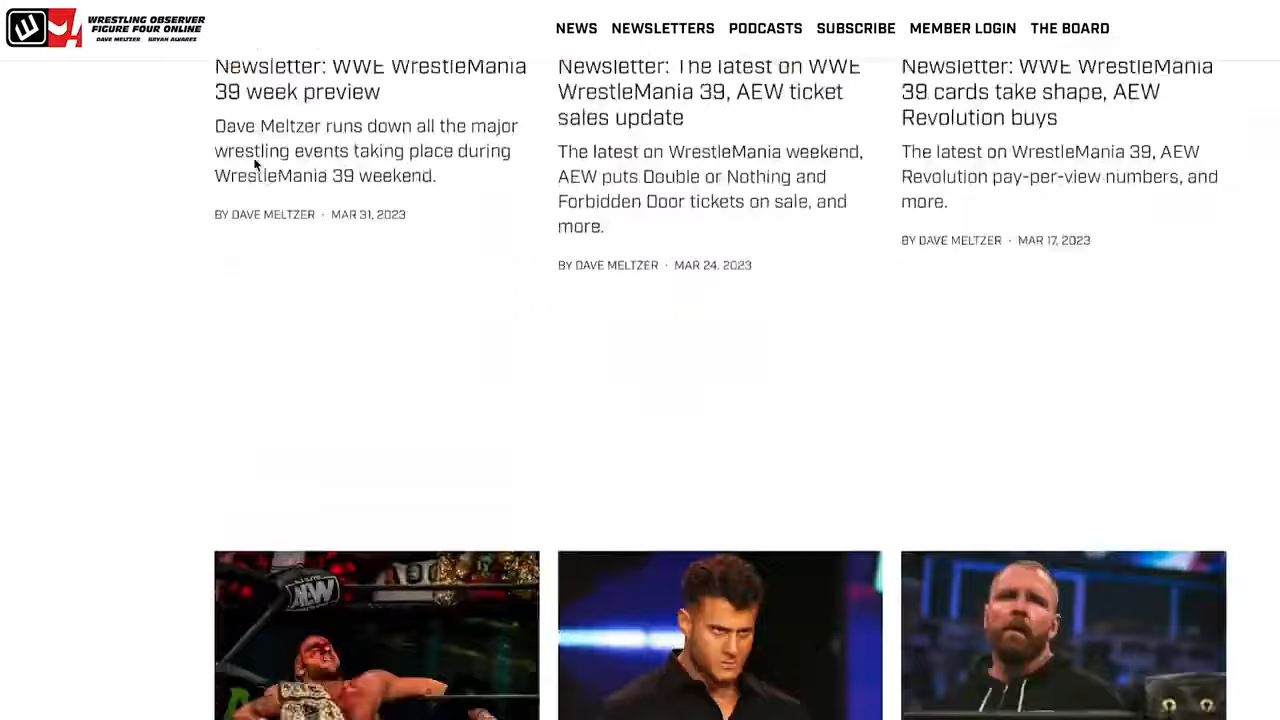 WRESTLING OBSERVER
FIGURE FOUR ONLINE
DAVE MELTZER BRYAN ALVAREZ
NEWS NEWSLETTERS PODCASTS SUBSCRIBE MEMBER LOGIN THE BOARD
Newsletter: WWE WrestleMania
39 week preview
Dave Meltzer runs down all the major
wrestling events taking place during
WrestleMania 39 weekend.
BY DAVE MELTZER · MAR 31, 2023
Newsletter: The latest on WWE
WrestleMania 39, AEW ticket
sales update
The latest on WrestleMania weekend,
AEW puts Double or Nothing and
Forbidden Door tickets on sale, and
more.
BY DAVE MELTZER · MAR 24, 2023
Newsletter: WWE WrestleMania
39 cards take shape, AEW
Revolution buys
The latest on WrestleMania 39, AEW
Revolution pay-per-view numbers, and
more.
BY DAVE MELTZER · MAR 17, 2023
AEW